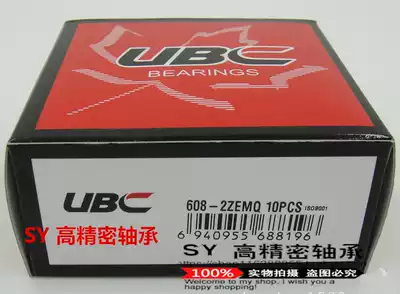 UBC
BEARINGS
UBC
608-2ZEMQ 10PCS ISO9001
6 940955 688196
SY 高精密轴承
SY 高精密轴承
100% 实物拍摄 盗图必究
Welcome to my shop. I wish you a
happy shopping!